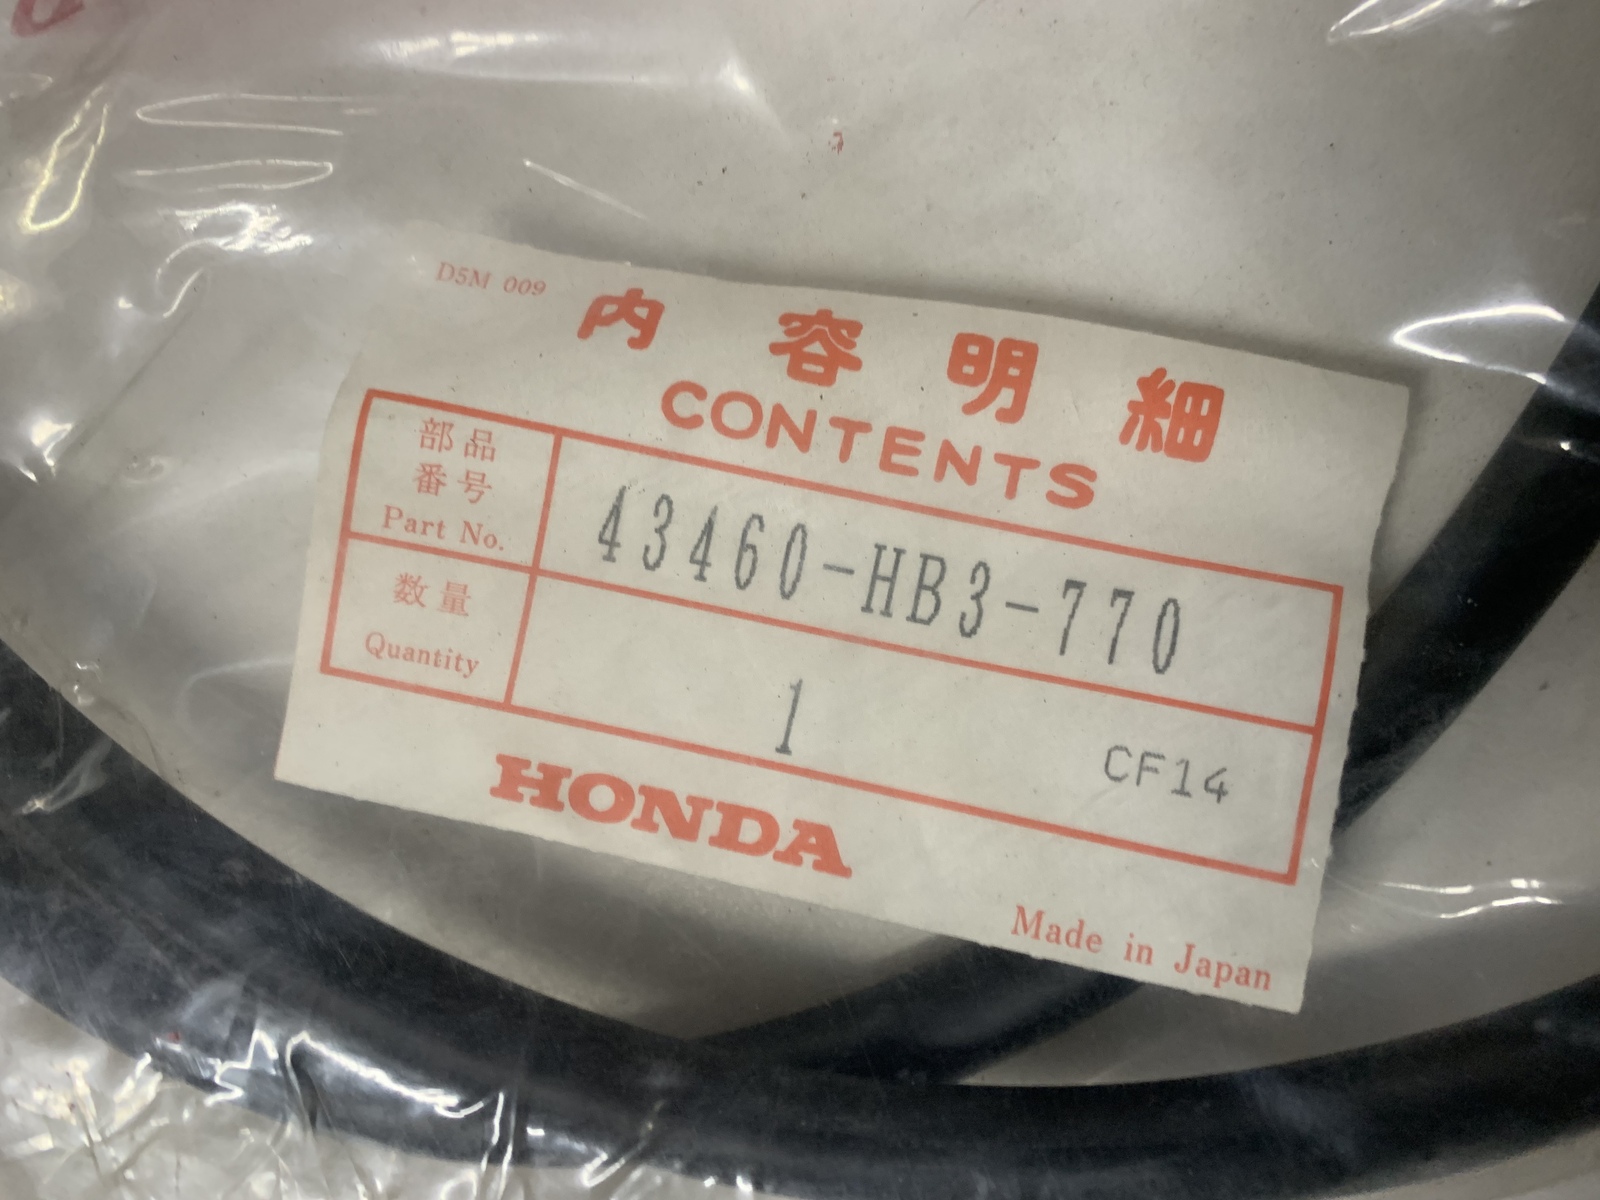 D5M 009
内容明細
CONTENTS
部品
番号
Part No.
43460-HB3-770
数量
Quantity
1
CF14
HONDA
Made in Japan